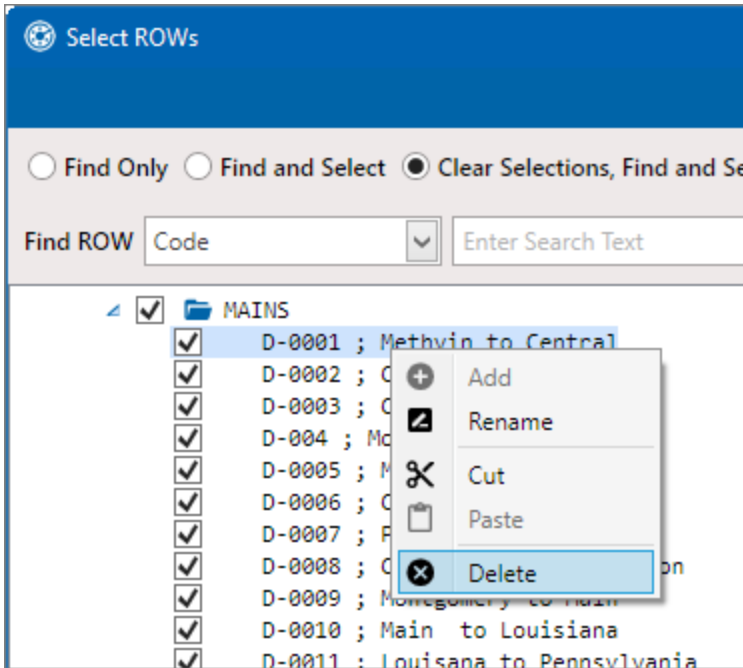 Select ROWs
Find Only Find and Select Clear Selections, Find and Se
Find ROW Code Enter Search Text
MAINS
D-0001 ; Methvin to Central
D-0002 ; C
Add
D-0003 ; C
Rename
D-004 ; Mo
D-0005 ; M
Cut
D-0006 ; C
Paste
D-0007 ; F
D-0008 ; C on
Delete
D-0009 ; Montgomery to Main
D-0010 ; Main to Louisiana
D-0011 ; Louisana to Pennsylvania